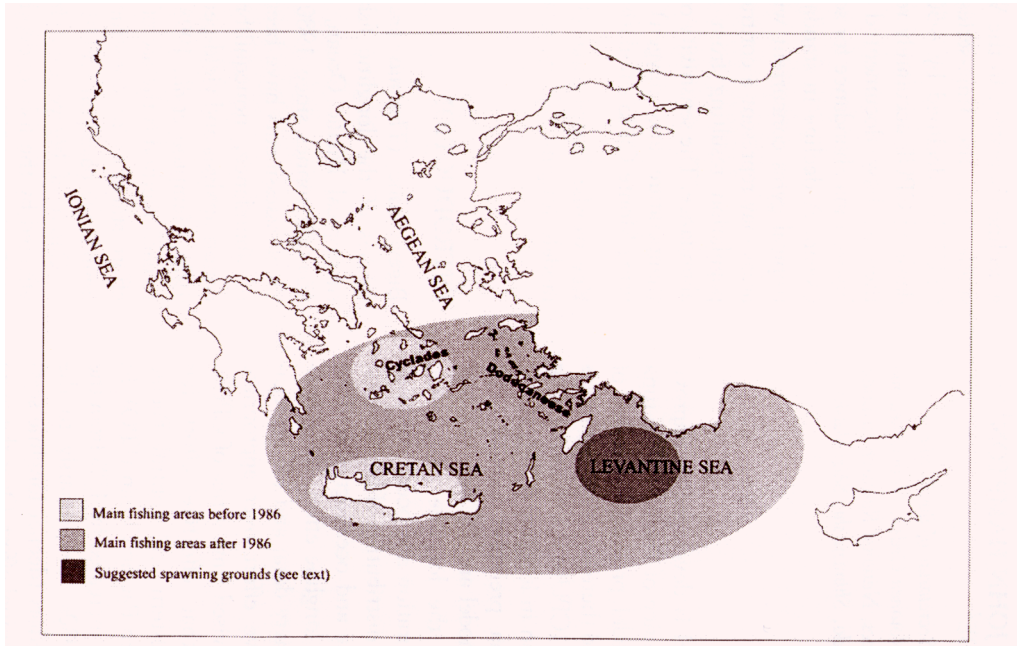 IONIAN SEA
AEGEAN SEA
Cyclades
Dodecanese
CRETAN SEA
LEVANTINE SEA
Main fishing areas before 1986
Main fishing areas after 1986
Suggested spawning grounds (see text)